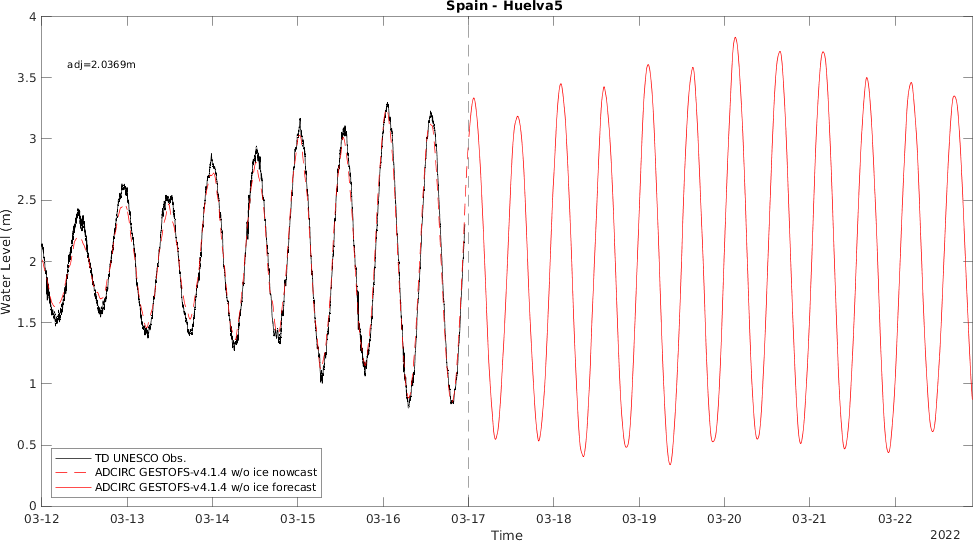 Spain - Huelva5
adj=2.0369m
4
3.5
3
2.5
2
1.5
1
0.5
0
Water Level (m)
TD UNESCO Obs.
ADCIRC GESTOFS-v4.1.4 w/o ice nowcast
ADCIRC GESTOFS-v4.1.4 w/o ice forecast
03-12 03-13 03-14 03-15 03-16 03-17 03-18 03-19 03-20 03-21 03-22
Time
2022